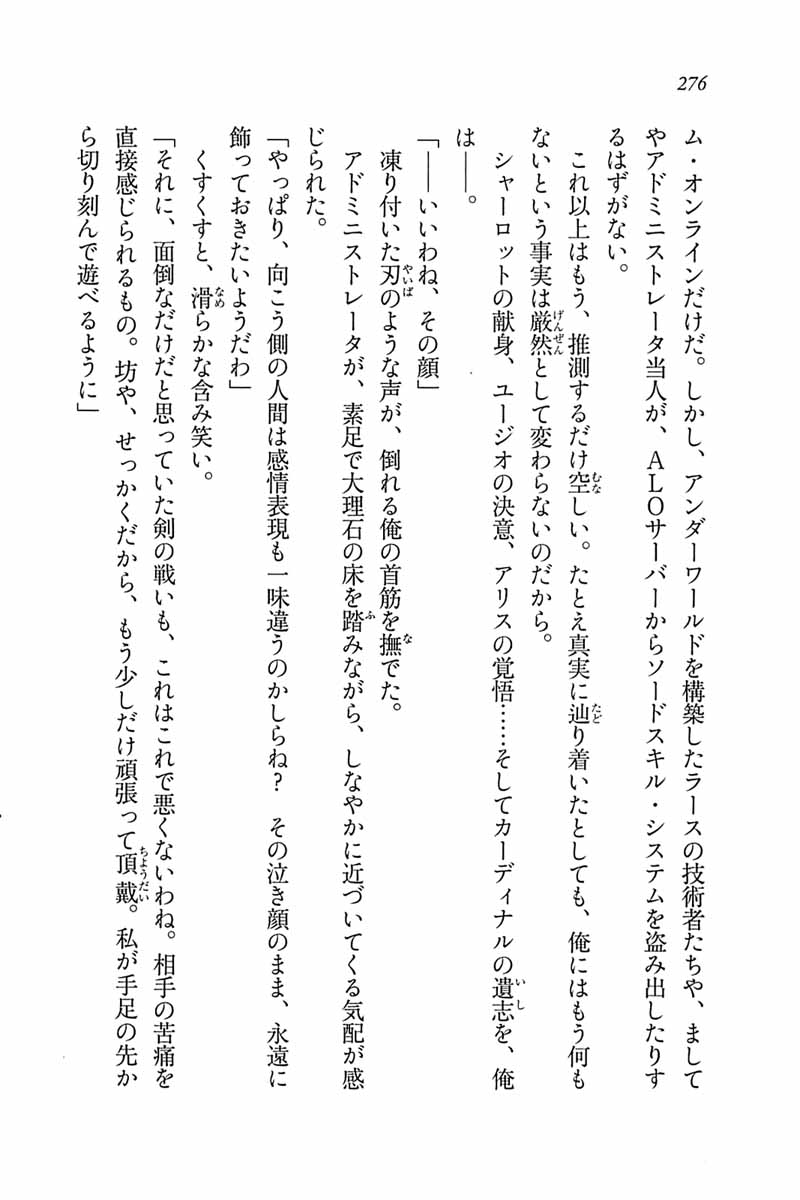 276
ム・オンラインだけだ。しかし、アンダーワールドを構築したラースの技術者たちや、まして
やアドミニストレータ当人が、ＡＬＯサーバーからソードスキル・システムを盗み出したりす
るはずがない。
これ以上はもう、推測するだけ空しい。たとえ真実に辿り着いたとしても、俺にはもう何も
ないという事実は厳然として変わらないのだから。
シャーロットの献身、ユージオの決意、アリスの覚悟……そしてカーディナルの遺志を、俺
は――。
「――いいわね、その顔」
凍り付いた刃のような声が、倒れる俺の首筋を撫でた。
アドミニストレータが、素足で大理石の床を踏みながら、しなやかに近づいてくる気配が感
じられた。
「やっぱり、向こう側の人間は感情表現も一味違うのかしらね？　その泣き顔のまま、永遠に
飾っておきたいようだわ」
くすくすと、滑らかな含み笑い。
「それに、面倒なだけだと思っていた剣の戦いも、これはこれで悪くないわね。相手の苦痛を
直接感じられるもの。坊や、せっかくだから、もう少しだけ頑張って頂戴。私が手足の先か
ら切り刻んで遊べるように」